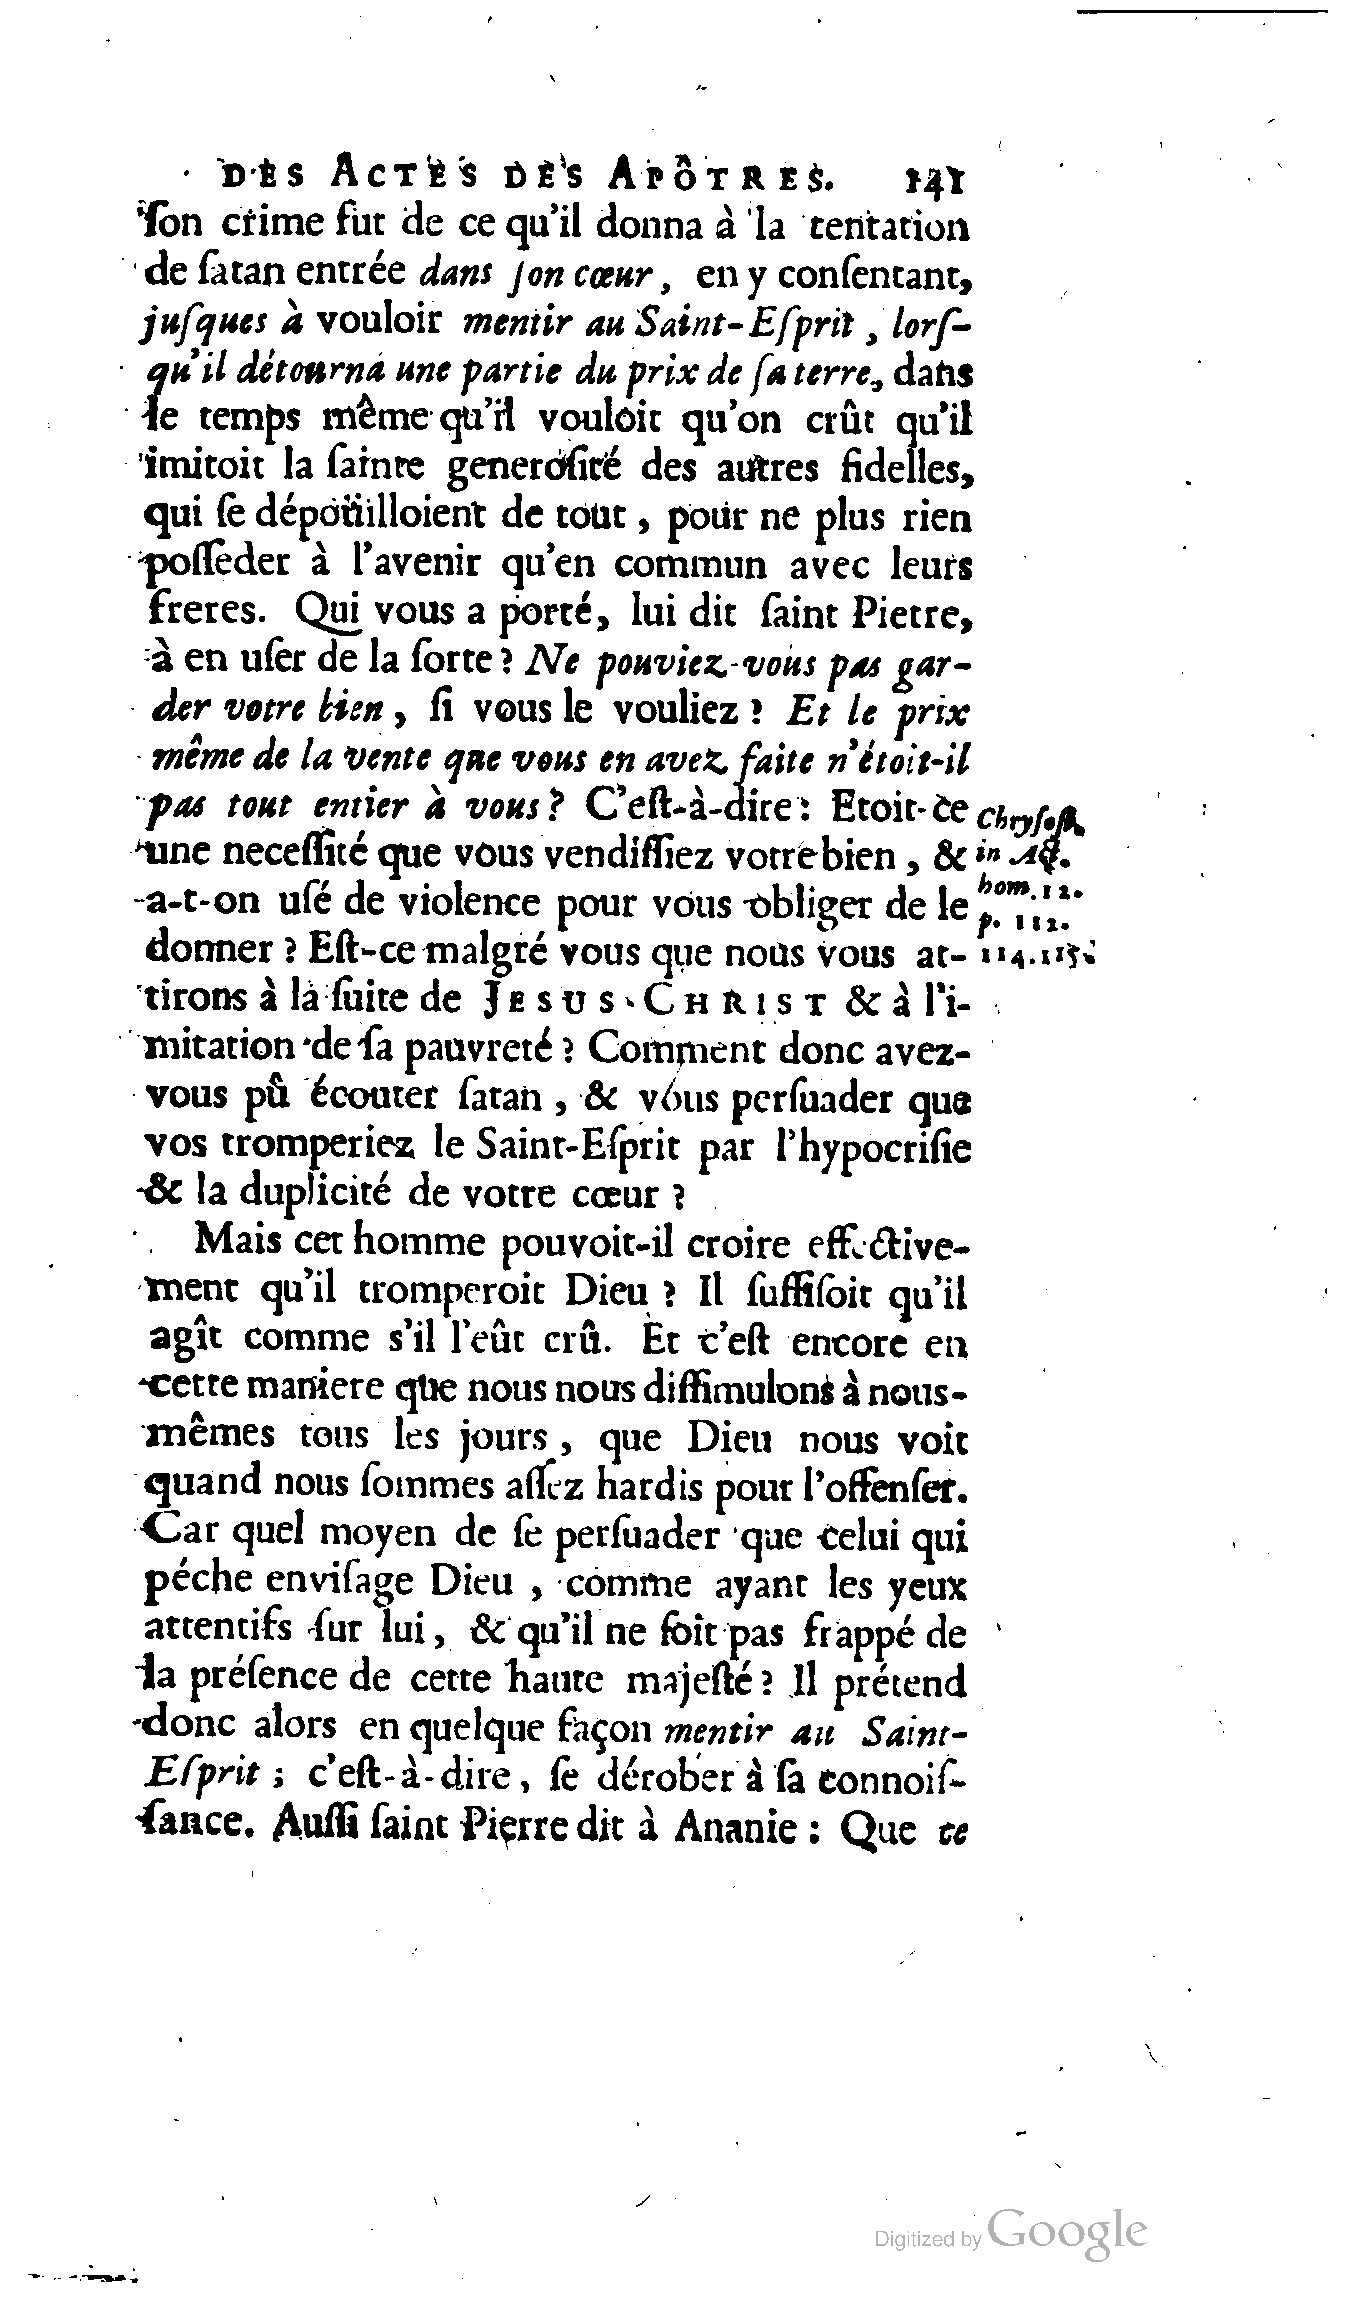 DES ACTES DES APÔTRES. 141
ſon crime fut de ce qu'il donna à la tentation
de ſatan entrée dans ſon cœur, en y conſentant,
juſques à vouloir mentir au Saint-Eſprit, lorſ-
qu'il détourna une partie du prix de ſa terre, dans
le temps même qu'il vouloit qu'on crût qu'il
imitoit la ſainte generoſité des autres fidelles,
qui ſe dépoüilloient de tout, pour ne plus rien
poſſeder à l'avenir qu'en commun avec leurs
freres. Qui vous a porté, lui dit ſaint Pierre,
à en uſer de la ſorte? Ne pouviez-vous pas gar-
der votre bien, ſi vous le vouliez? Et le prix
même de la vente que vous en avez faite n'étoit-il
pas tout entier à vous? C'eſt-à-dire: Etoit-ce
Chryſoſt.
une neceſſité que vous vendiſſiez votre bien, &
in Act.
a-t-on uſé de violence pour vous obliger de le
hom. 12.
p. 112.
donner? Eſt-ce malgré vous que nous vous at-
114. 115.
tirons à la ſuite de JESUS-CHRIST & à l'i-
mitation de ſa pauvreté? Comment donc avez-
vous pû écouter ſatan, & vous perſuader que
vos tromperiez le Saint-Eſprit par l'hypocriſie
& la duplicité de votre cœur?
Mais cet homme pouvoit-il croire effective-
ment qu'il tromperoit Dieu? Il ſuffiſoit qu'il
agît comme s'il l'eût crû. Et c'eſt encore en
cette maniere que nous nous diſſimulons à nous-
mêmes tous les jours, que Dieu nous voit
quand nous ſommes aſſez hardis pour l'offenſer.
Car quel moyen de ſe perſuader que celui qui
péche enviſage Dieu, comme ayant les yeux
attentifs ſur lui, & qu'il ne ſoit pas frappé de
la préſence de cette haute majeſté? Il prétend
donc alors en quelque façon mentir au Saint-
Eſprit; c'eſt-à-dire, ſe dérober à ſa connoiſ-
ſance. Auſſi ſaint Pierre dit à Ananie: Que ce
Digitized by Google